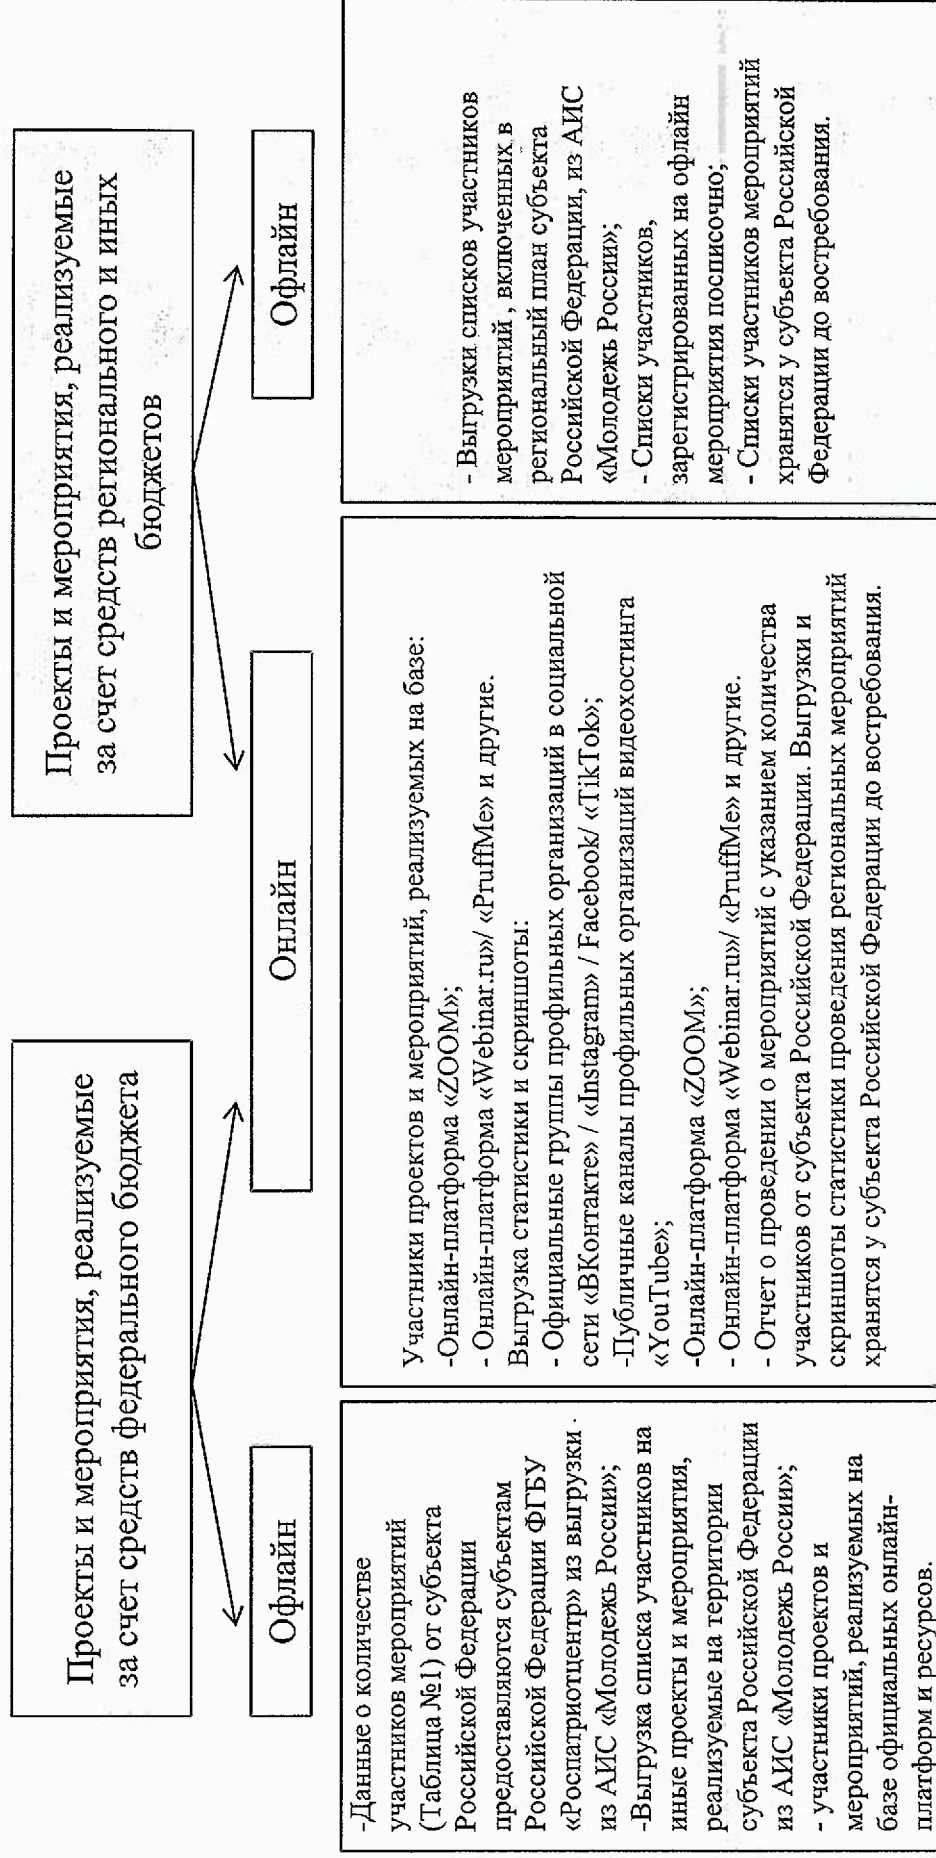 Проекты и мероприятия, реализуемые
за счет средств федерального бюджета
Проекты и мероприятия, реализуемые
за счет средств регионального и иных
бюджетов
Офлайн
Онлайн
Офлайн
-Данные о количестве
участников мероприятий
(Таблица №1) от субъекта
Российской Федерации
предоставляются субъектам
Российской Федерации ФГБУ
«Роспатриотцентр» из выгрузки
из АИС «Молодежь России»;
-Выгрузка списка участников на
иные проекты и мероприятия,
реализуемые на территории
субъекта Российской Федерации
из АИС «Молодежь России»;
- участники проектов и
мероприятий, реализуемых на
базе официальных онлайн-
платформ и ресурсов.
Участники проектов и мероприятий, реализуемых на базе:
-Онлайн-платформа «ZOOM»;
- Онлайн-платформа «Webinar.ru»/ «PruffMe» и другие.
Выгрузка статистики и скриншоты:
- Официальные группы профильных организаций в социальной
сети «ВКонтакте» / «Instagram» / Facebook/ «TikTok»;
-Публичные каналы профильных организаций видеохостинга
«YouTube»;
-Онлайн-платформа «ZOOM»;
- Онлайн-платформа «Webinar.ru»/ «PruffMe» и другие.
- Отчет о проведении о мероприятий с указанием количества
участников от субъекта Российской Федерации. Выгрузки и
скриншоты статистики проведения региональных мероприятий
хранятся у субъекта Российской Федерации до востребования.
- Выгрузки списков участников
мероприятий , включенных в
региональный план субъекта
Российской Федерации, из АИС
«Молодежь России»;
- Списки участников,
зарегистрированных на офлайн
мероприятия посписочно;
- Списки участников мероприятий
хранятся у субъекта Российской
Федерации до востребования.